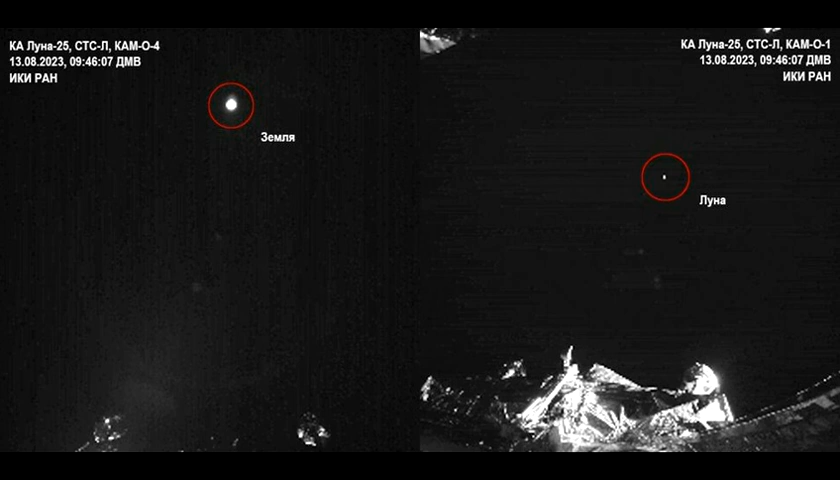 КА Луна-25, СТС-Л, КАМ-О-4
13.08.2023, 09:46:07 ДМВ
ИКИ РАН
Земля
КА Луна-25, СТС-Л, КАМ-О-1
13.08.2023, 09:46:07 ДМВ
ИКИ РАН
Луна